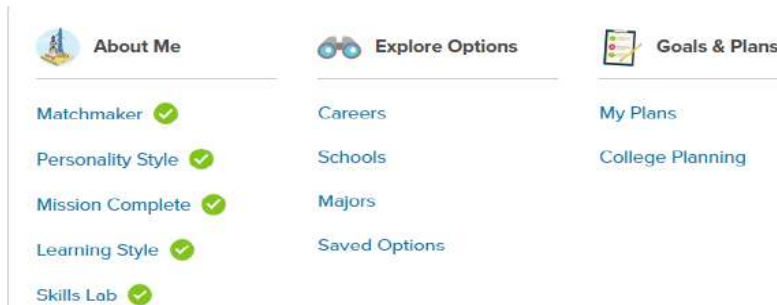 About Me
Matchmaker
Personality Style
Mission Complete
Learning Style
Skills Lab
Explore Options
Careers
Schools
Majors
Saved Options
Goals & Plans
My Plans
College Planning